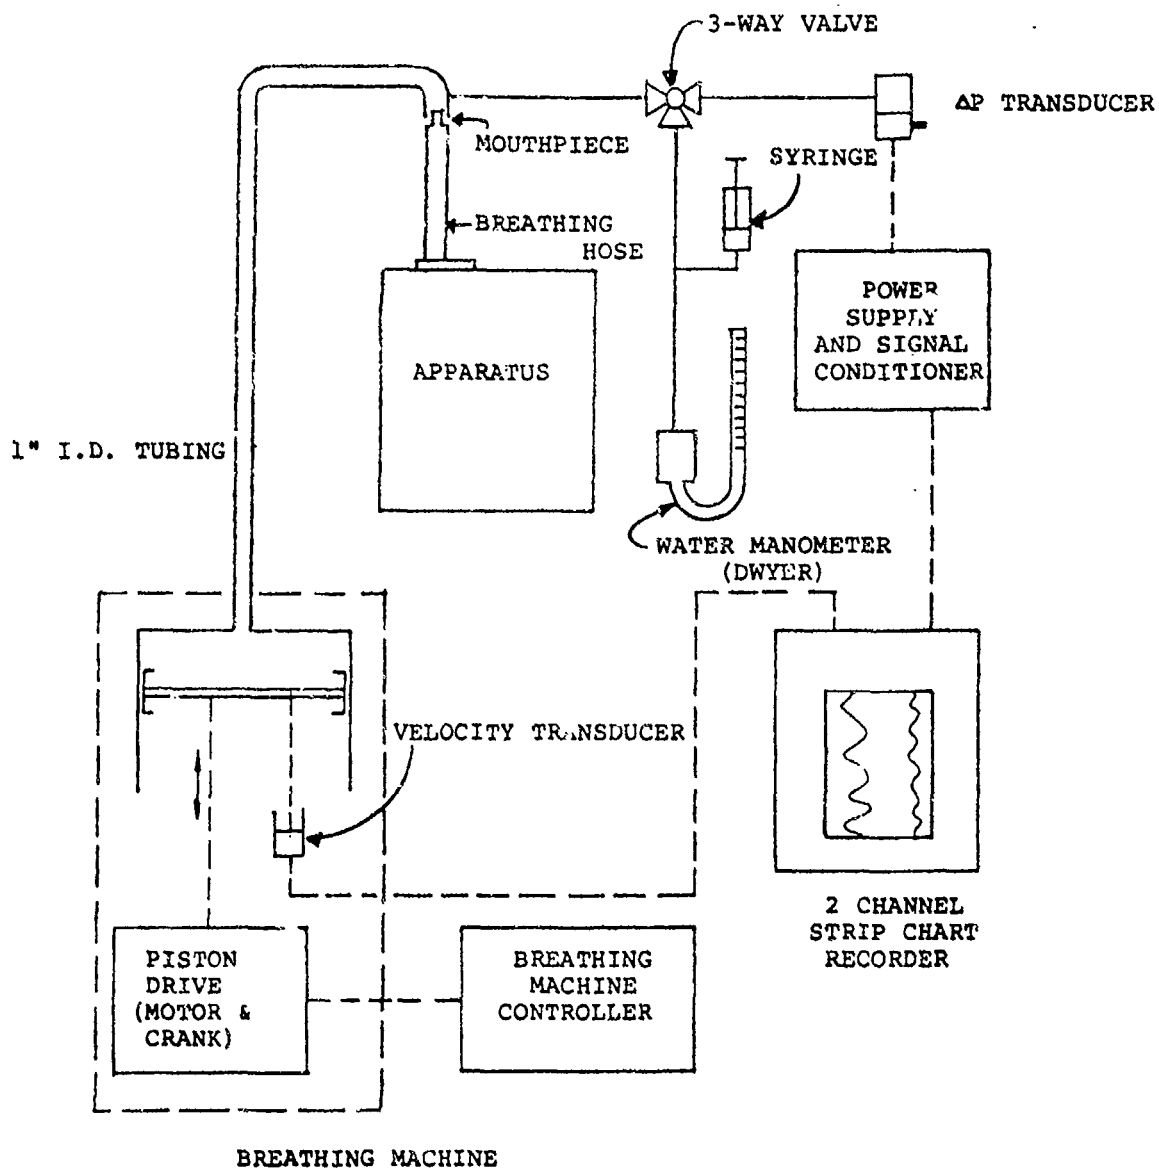 3-WAY VALVE
ΔP TRANSDUCER
MOUTHPIECE
SYRINGE
BREATHING
HOSE
POWER
SUPPLY
AND SIGNAL
CONDITIONER
APPARATUS
1" I.D. TUBING
WATER MANOMETER
(DWYER)
VELOCITY TRANSDUCER
2 CHANNEL
STRIP CHART
RECORDER
PISTON
DRIVE
(MOTOR &
CRANK)
BREATHING
MACHINE
CONTROLLER
BREATHING MACHINE